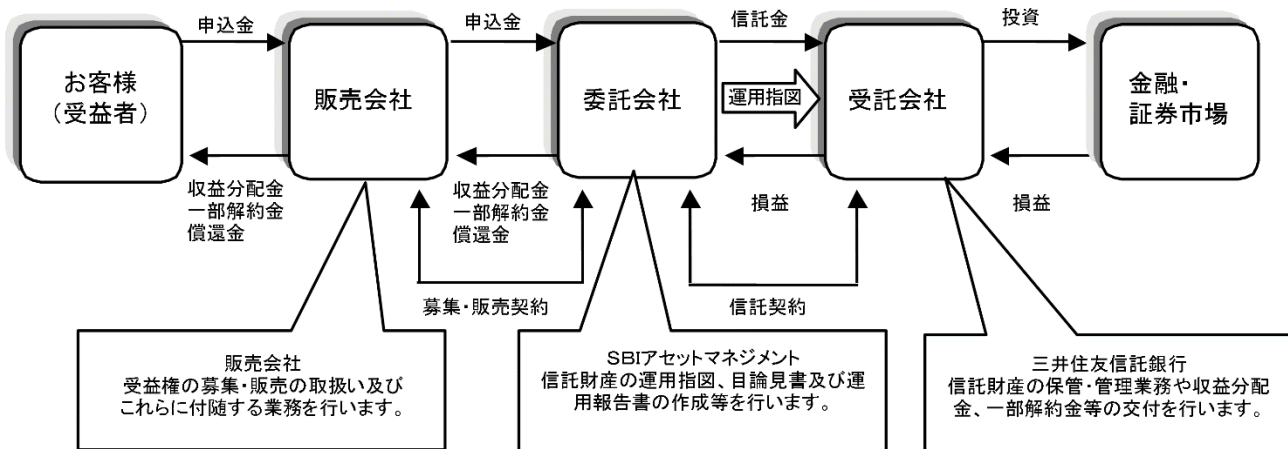 申込金
申込金
信託金
投資
お客様
（受益者）
販売会社
委託会社
運用指図
受託会社
金融・
証券市場
収益分配金
一部解約金
償還金
収益分配金
一部解約金
償還金
損益
損益
募集・販売契約
信託契約
販売会社
受益権の募集・販売の取扱い及び
これらに付随する業務を行います。
SBIアセットマネジメント
信託財産の運用指図、目論見書及び運
用報告書の作成等を行います。
三井住友信託銀行
信託財産の保管・管理業務や収益分配
金、一部解約金等の交付を行います。